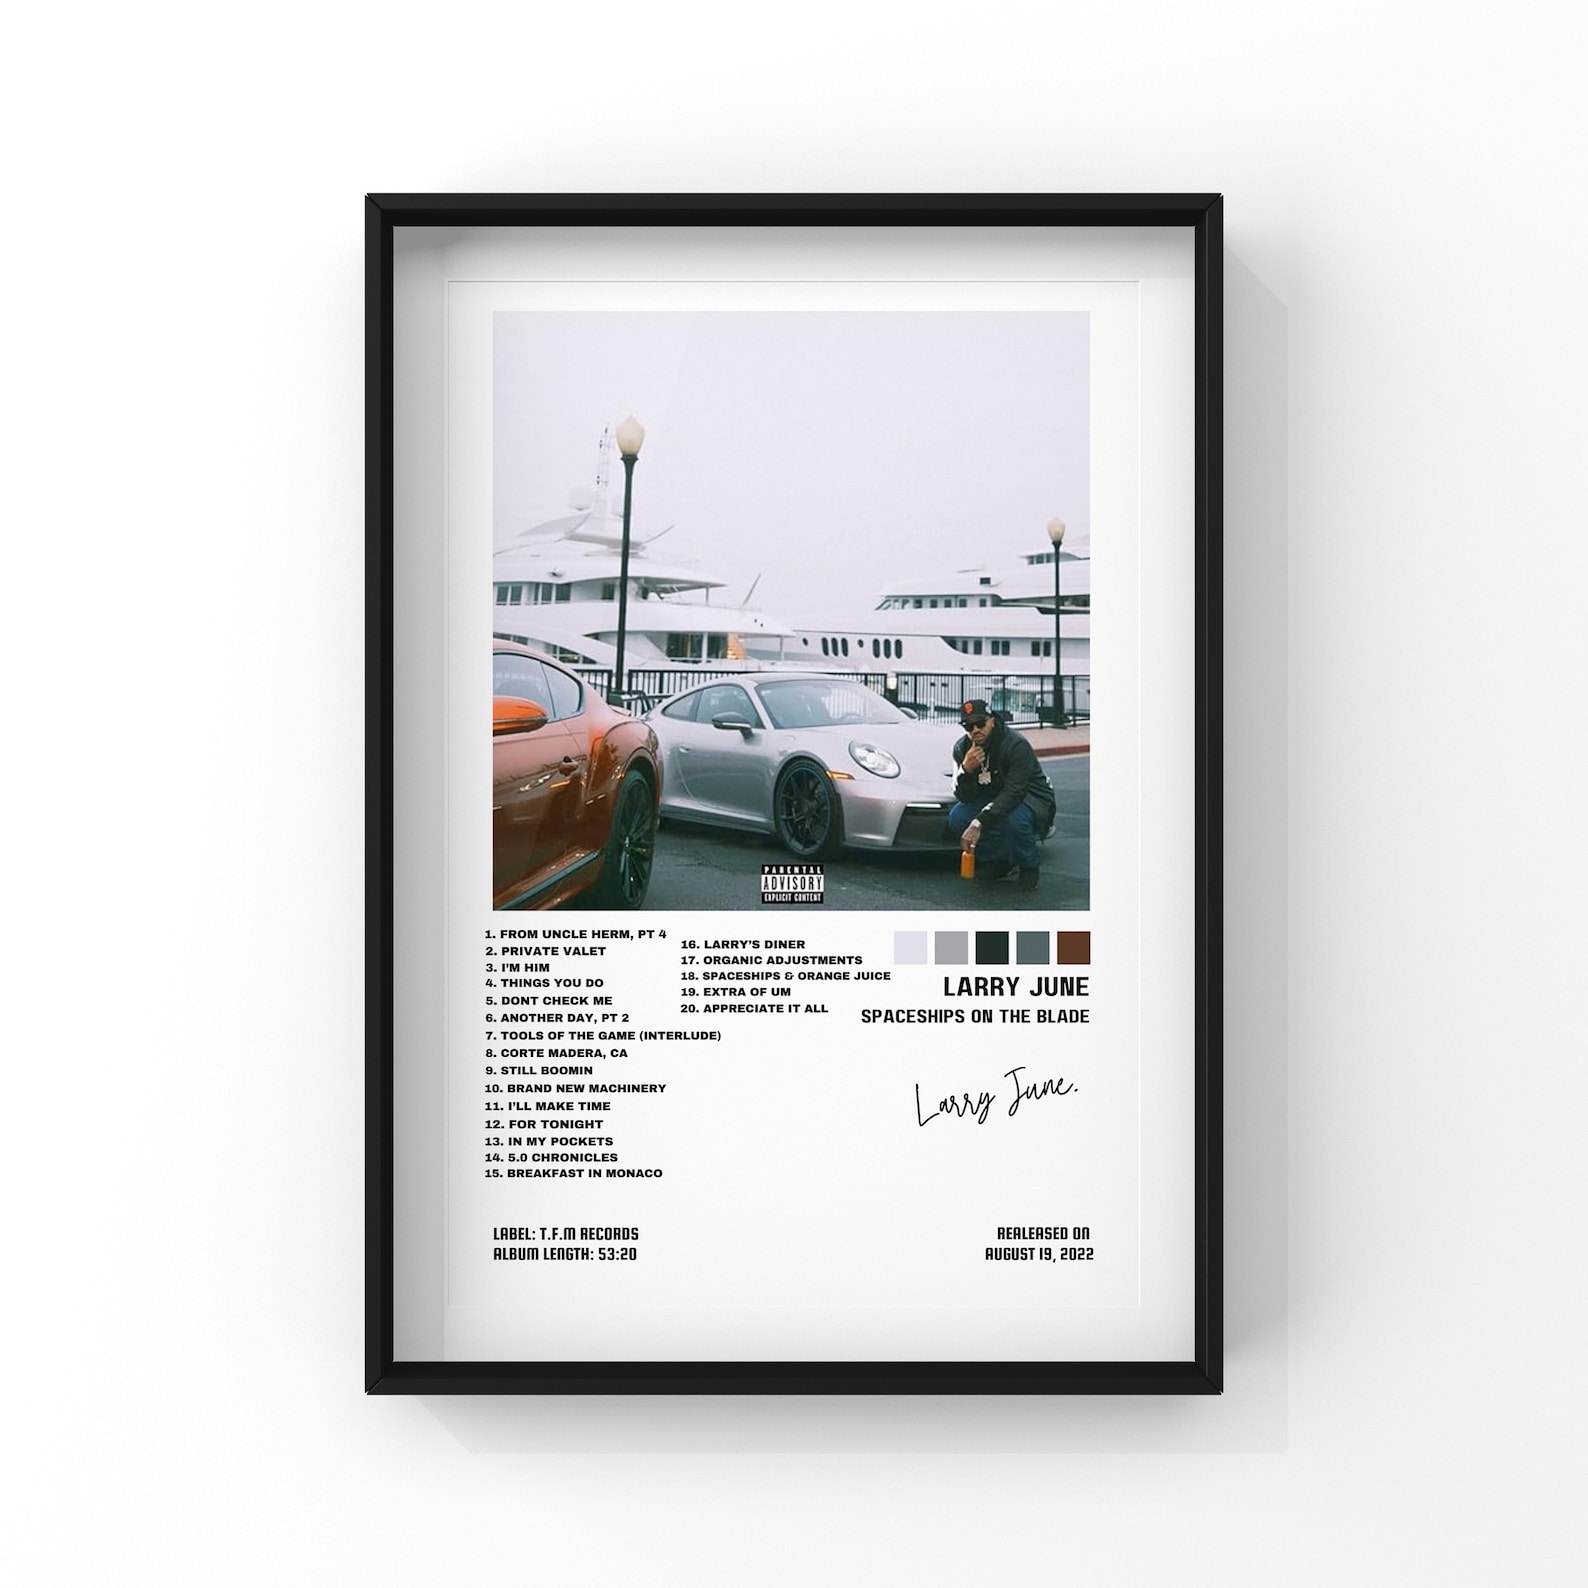 PARENTAL
ADVISORY
EXPLICIT CONTENT
1. FROM UNCLE HERM, PT 4
2. PRIVATE VALET
3. I'M HIM
4. THINGS YOU DO
5. DONT CHECK ME
6. ANOTHER DAY, PT 2
7. TOOLS OF THE GAME (INTERLUDE)
8. CORTE MADERA, CA
9. STILL BOOMIN
10. BRAND NEW MACHINERY
11. I'LL MAKE TIME
12. FOR TONIGHT
13. IN MY POCKETS
14. 5.0 CHRONICLES
15. BREAKFAST IN MONACO
16. LARRY'S DINER
17. ORGANIC ADJUSTMENTS
18. SPACESHIPS & ORANGE JUICE
19. EXTRA OF UM
20. APPRECIATE IT ALL
LARRY JUNE
SPACESHIPS ON THE BLADE
Larry June.
LABEL: T.F.M RECORDS
ALBUM LENGTH: 53:20
REALEASED ON
AUGUST 19, 2022